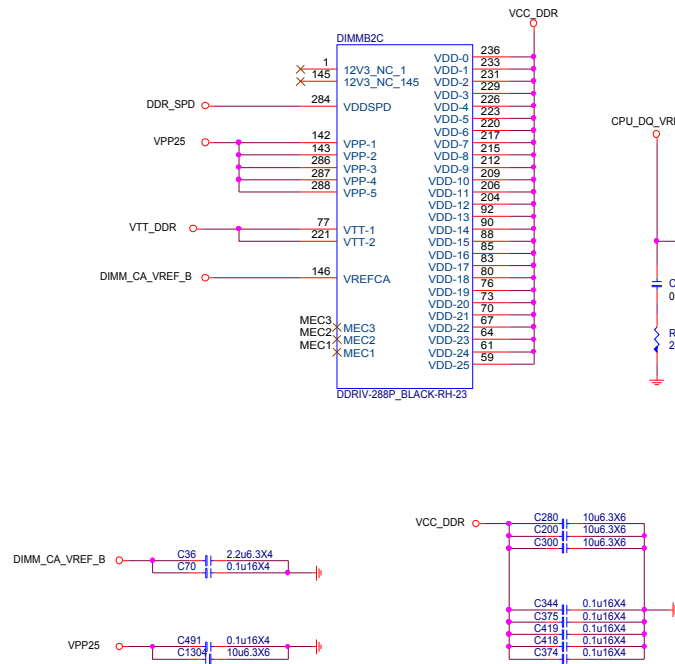 VCC_DDR
DIMMB2C
1 12V3_NC_1 VDD-0 236
145 12V3_NC_145 VDD-1 233
VDD-2 231
VDD-3 229
DDR_SPD 284 VDDSPD VDD-4 226
VDD-5 223
VDD-6 220
VPP25 142 VPP-1 VDD-7 217
143 VPP-2 VDD-8 215
286 VPP-3 VDD-9 212
287 VPP-4 VDD-10 209
288 VPP-5 VDD-11 206
VDD-12 204
VDD-13 92
VTT_DDR 77 VTT-1 VDD-14 90
221 VTT-2 VDD-15 88
VDD-16 85
VDD-17 83
DIMM_CA_VREF_B 146 VREFCA VDD-18 80
VDD-19 76
VDD-20 73
VDD-21 70
MEC3 MEC3 VDD-22 67
MEC2 MEC2 VDD-23 64
MEC1 MEC1 VDD-24 61
VDD-25 59
DDRIV-288P_BLACK-RH-23
CPU_DQ_VR
C
0
R
2
VCC_DDR
C280 10u6.3X6
C200 10u6.3X6
C300 10u6.3X6
DIMM_CA_VREF_B
C36 2.2u6.3X4
C70 0.1u16X4
C344 0.1u16X4
C375 0.1u16X4
C419 0.1u16X4
C418 0.1u16X4
C374 0.1u16X4
VPP25
C491 0.1u16X4
C1304 10u6.3X6